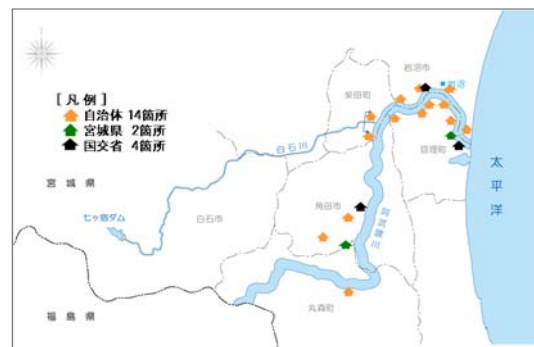 [凡例]
自治体 14箇所
宮城県 2箇所
国交省 4箇所
岩沼市
岩沼
柴田町
白石川
亘理町
太平洋
宮城県
七ヶ宿ダム
白石市
角田市
阿武隈川
丸森町
福島県